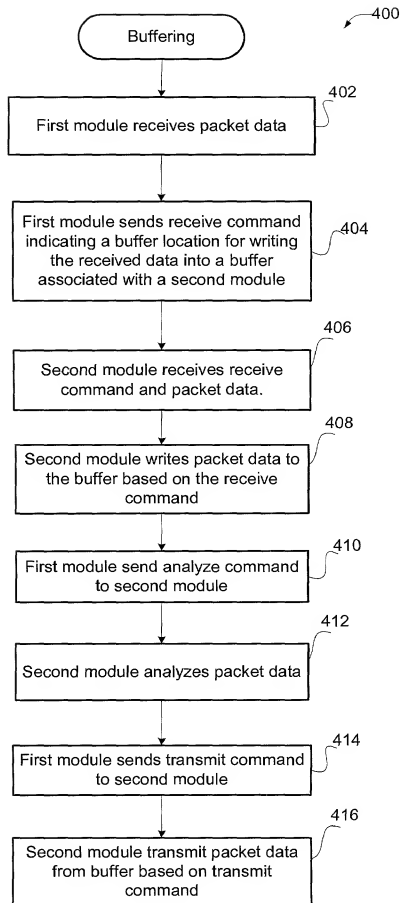 Buffering
400
402
First module receives packet data
First module sends receive command
indicating a buffer location for writing
the received data into a buffer
associated with a second module
404
406
Second module receives receive
command and packet data.
408
Second module writes packet data to
the buffer based on the receive
command
410
First module send analyze command
to second module
412
Second module analyzes packet data
414
First module sends transmit command
to second module
416
Second module transmit packet data
from buffer based on transmit
command